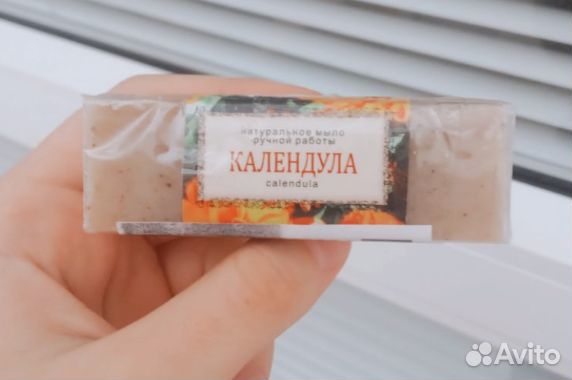 натуральное мыло
ручной работы
КАЛЕНДУЛА
calendula
Avito